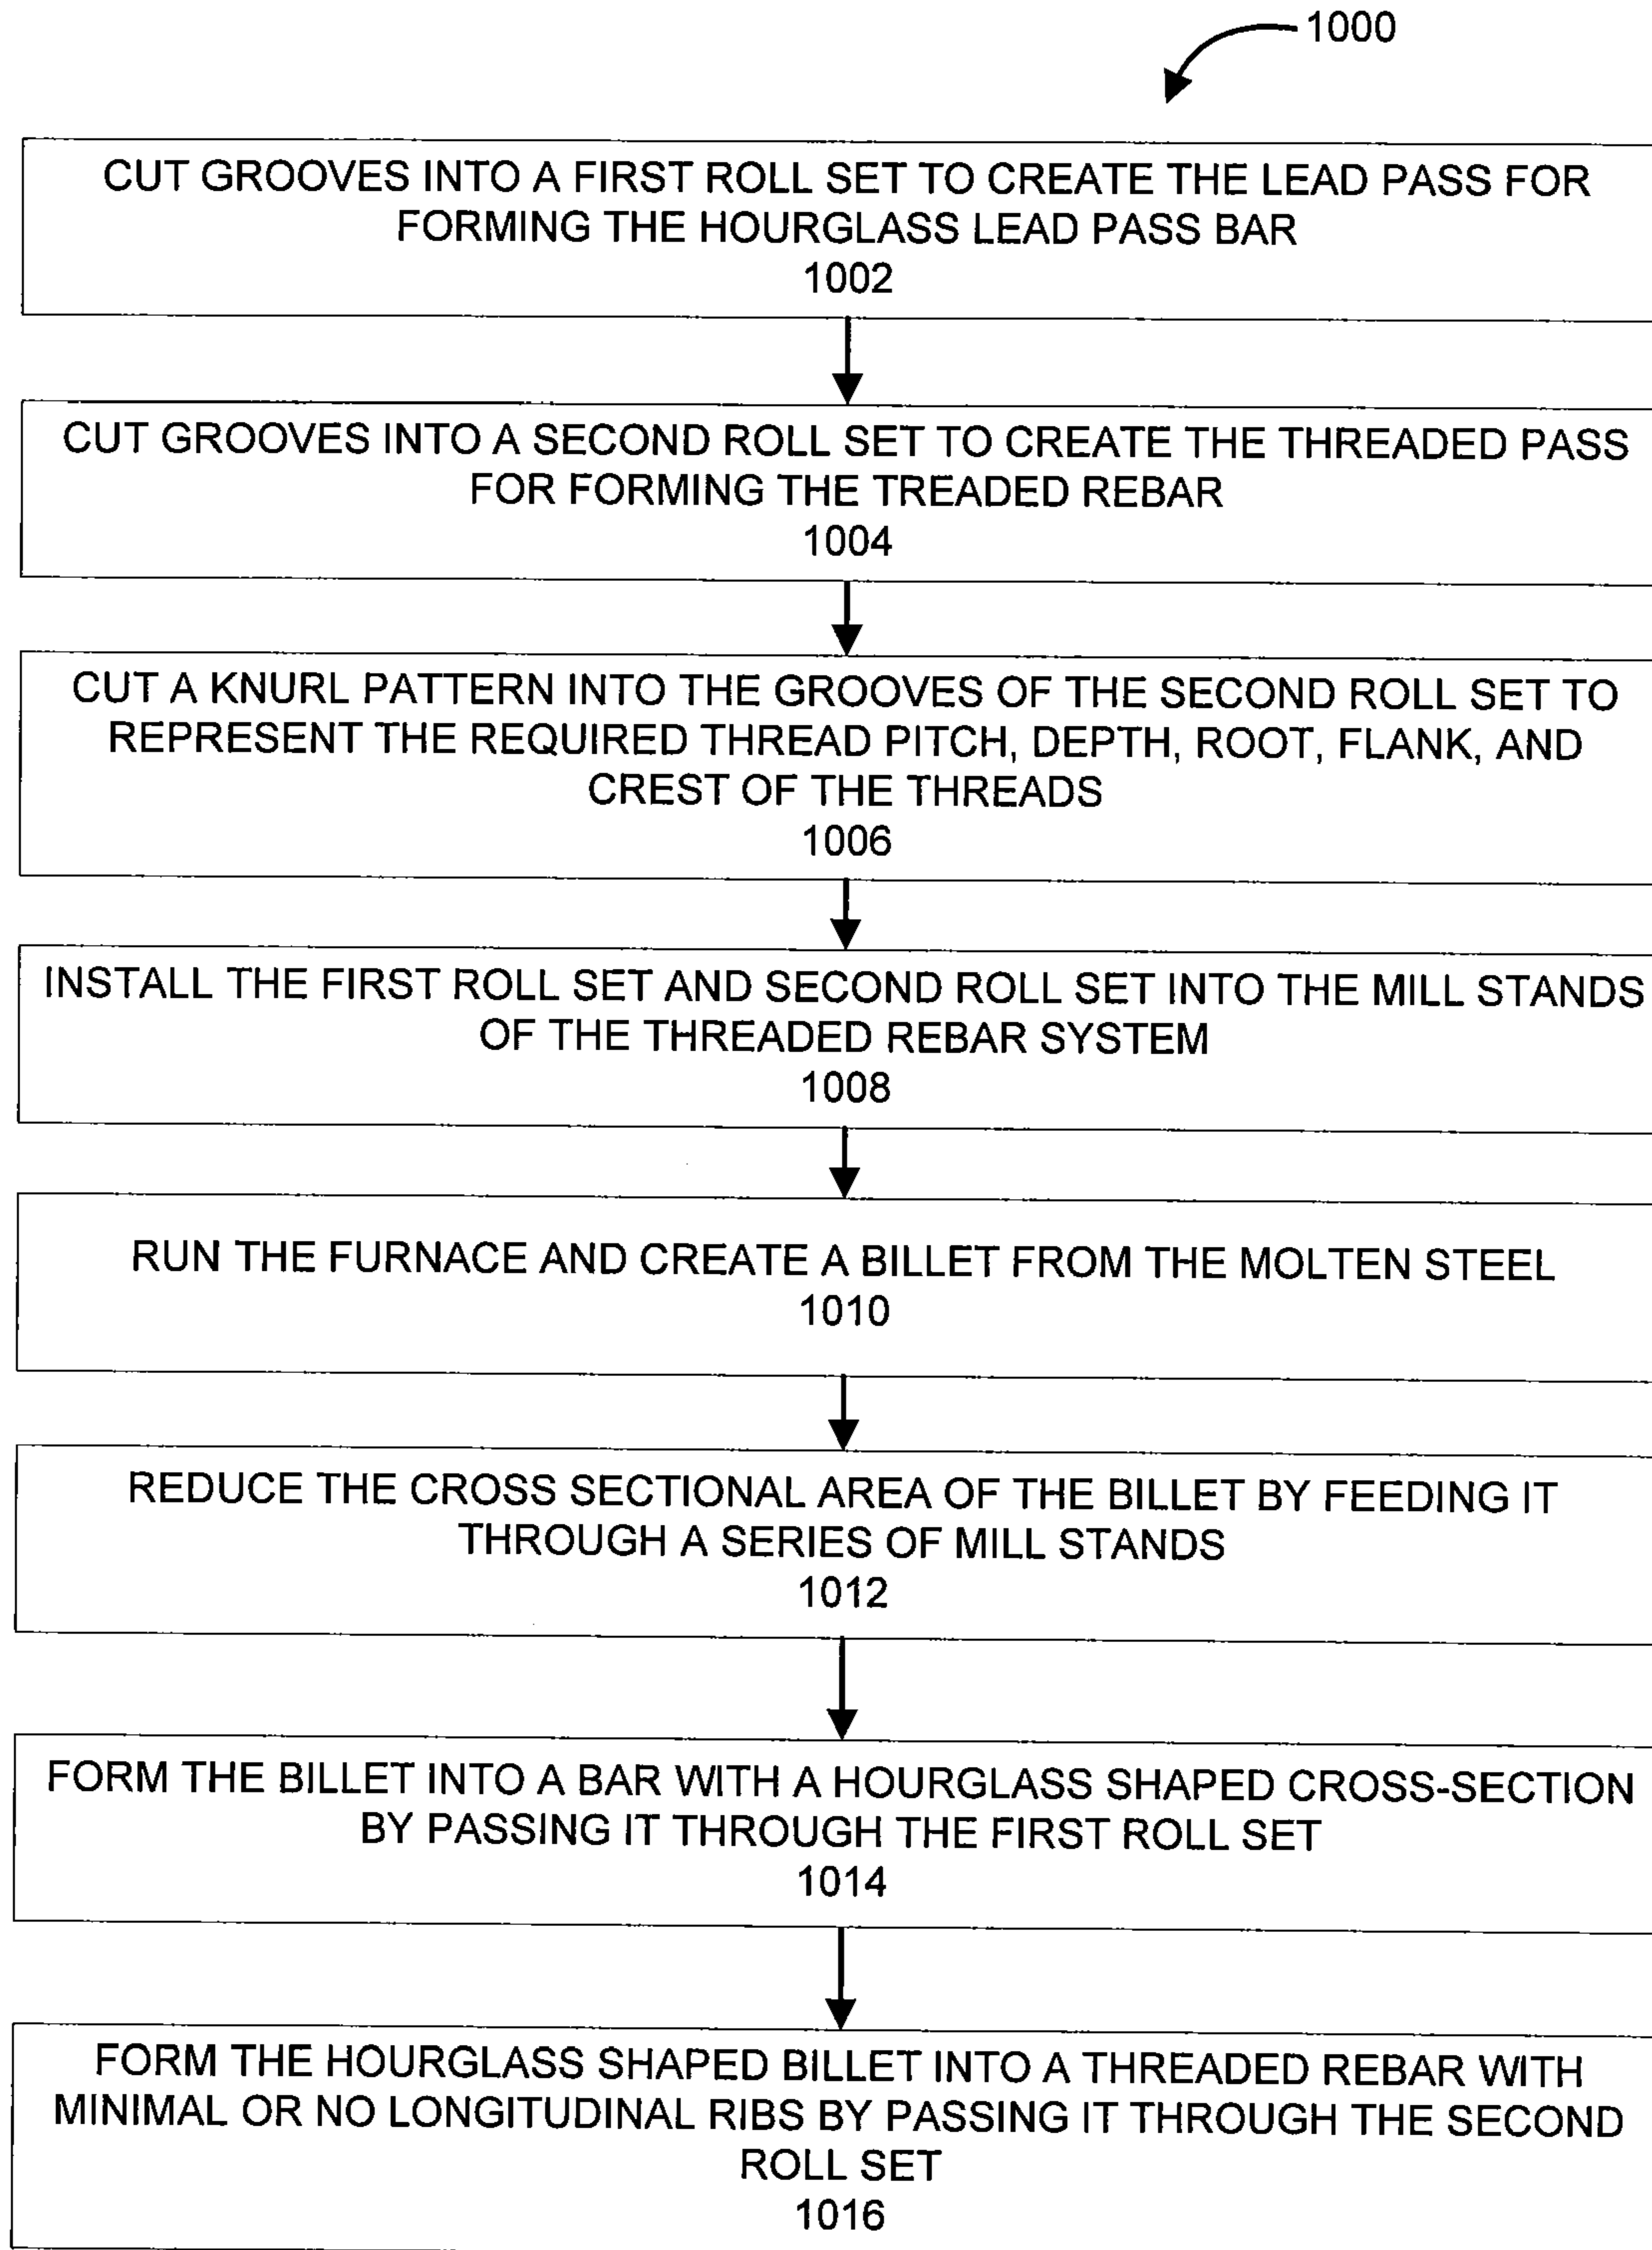 1000
CUT GROOVES INTO A FIRST ROLL SET TO CREATE THE LEAD PASS FOR
FORMING THE HOURGLASS LEAD PASS BAR
1002
CUT GROOVES INTO A SECOND ROLL SET TO CREATE THE THREADED PASS
FOR FORMING THE TREADED REBAR
1004
CUT A KNURL PATTERN INTO THE GROOVES OF THE SECOND ROLL SET TO
REPRESENT THE REQUIRED THREAD PITCH, DEPTH, ROOT, FLANK, AND
CREST OF THE THREADS
1006
INSTALL THE FIRST ROLL SET AND SECOND ROLL SET INTO THE MILL STANDS
OF THE THREADED REBAR SYSTEM
1008
RUN THE FURNACE AND CREATE A BILLET FROM THE MOLTEN STEEL
1010
REDUCE THE CROSS SECTIONAL AREA OF THE BILLET BY FEEDING IT
THROUGH A SERIES OF MILL STANDS
1012
FORM THE BILLET INTO A BAR WITH A HOURGLASS SHAPED CROSS-SECTION
BY PASSING IT THROUGH THE FIRST ROLL SET
1014
FORM THE HOURGLASS SHAPED BILLET INTO A THREADED REBAR WITH
MINIMAL OR NO LONGITUDINAL RIBS BY PASSING IT THROUGH THE SECOND
ROLL SET
1016